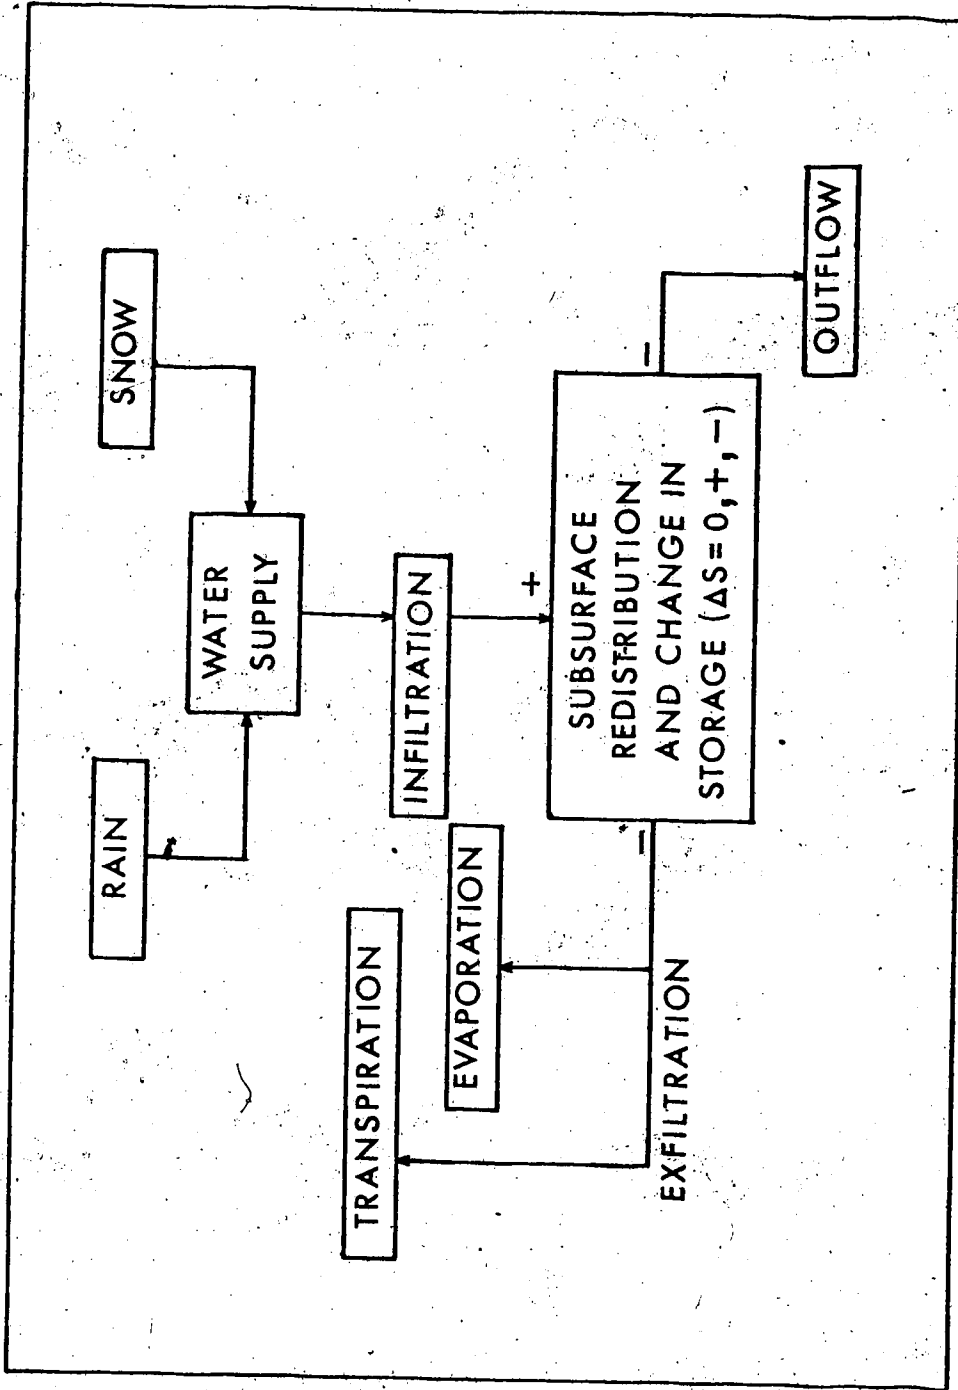 RAIN
SNOW
WATER
SUPPLY
INFILTRATION
TRANSPIRATION
EVAPORATION
+
SUBSURFACE
REDISTRIBUTION
AND CHANGE IN
STORAGE (ΔS=0,+,−)
−
−
EXFILTRATION
OUTFLOW